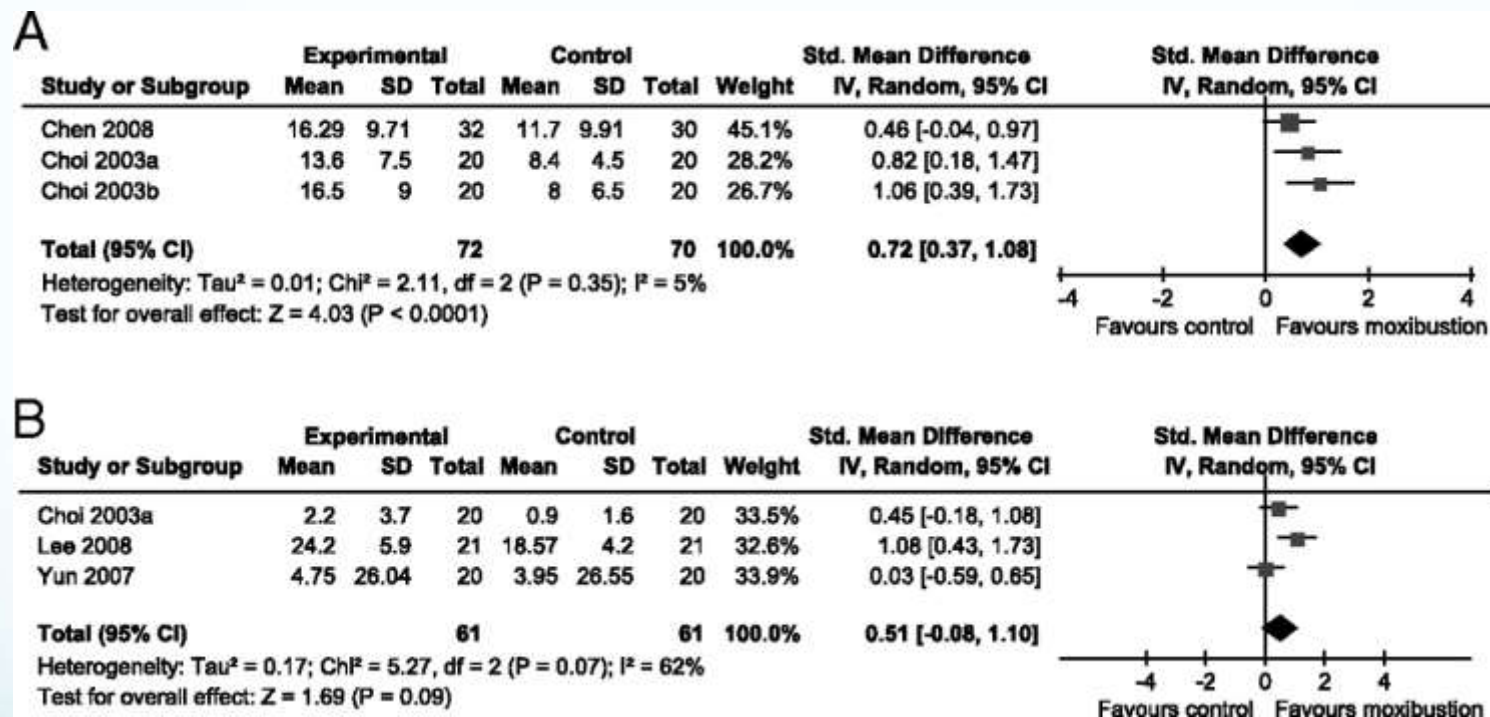 A
Experimental Control Std. Mean Difference Std. Mean Difference
Study or Subgroup Mean SD Total Mean SD Total Weight IV, Random, 95% CI IV, Random, 95% CI
Chen 2008 16.29 9.71 32 11.7 9.91 30 45.1% 0.46 [-0.04, 0.97]
Choi 2003a 13.6 7.5 20 8.4 4.5 20 28.2% 0.82 [0.18, 1.47]
Choi 2003b 16.5 9 20 8 6.5 20 26.7% 1.06 [0.39, 1.73]
Total (95% CI) 72 70 100.0% 0.72 [0.37, 1.08]
Heterogeneity: Tau² = 0.01; Chi² = 2.11, df = 2 (P = 0.35); I² = 5%
Test for overall effect: Z = 4.03 (P < 0.0001)
-4 -2 0 2 4
Favours control Favours moxibustion
B
Experimental Control Std. Mean Difference Std. Mean Difference
Study or Subgroup Mean SD Total Mean SD Total Weight IV, Random, 95% CI IV, Random, 95% CI
Choi 2003a 2.2 3.7 20 0.9 1.6 20 33.5% 0.45 [-0.18, 1.08]
Lee 2008 24.2 5.9 21 18.57 4.2 21 32.6% 1.08 [0.43, 1.73]
Yun 2007 4.75 26.04 20 3.95 26.55 20 33.9% 0.03 [-0.59, 0.65]
Total (95% CI) 61 61 100.0% 0.51 [-0.08, 1.10]
Heterogeneity: Tau² = 0.17; Chi² = 5.27, df = 2 (P = 0.07); I² = 62%
Test for overall effect: Z = 1.69 (P = 0.09)
-4 -2 0 2 4
Favours control Favours moxibustion